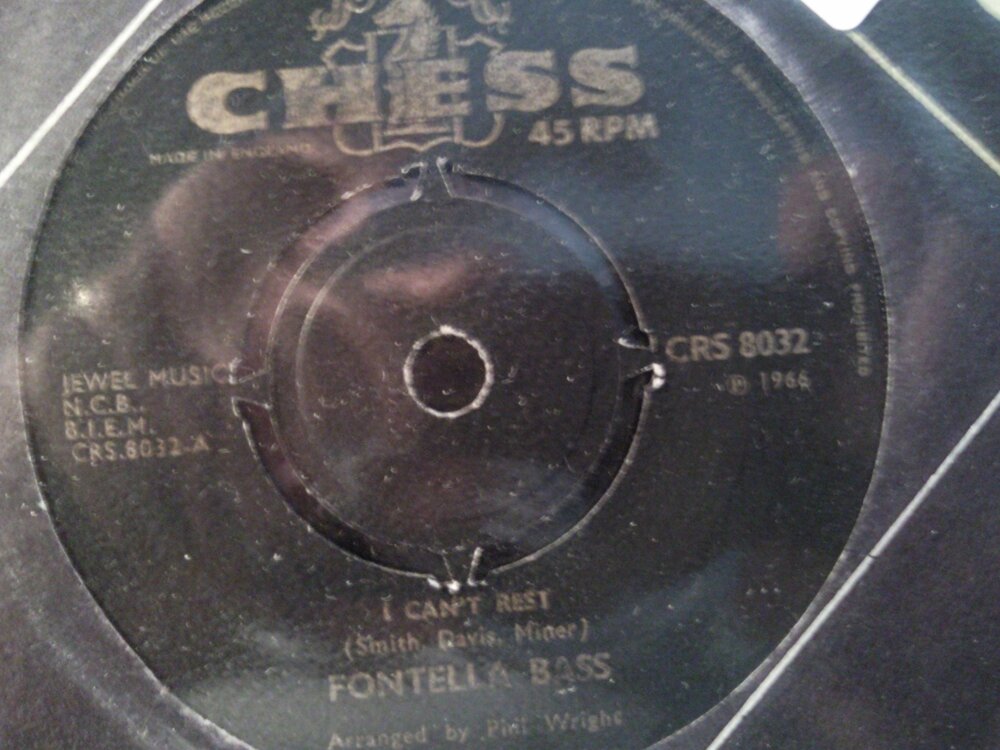 CHESS
45 RPM
MADE IN ENGLAND
JEWEL MUSIC
N.C.B.
B.I.E.M.
CRS.8032-A
CRS 8032
℗ 1966
I CAN'T REST
(Smith, Davis, Miner)
FONTELLA BASS
Arranged by Phil Wright